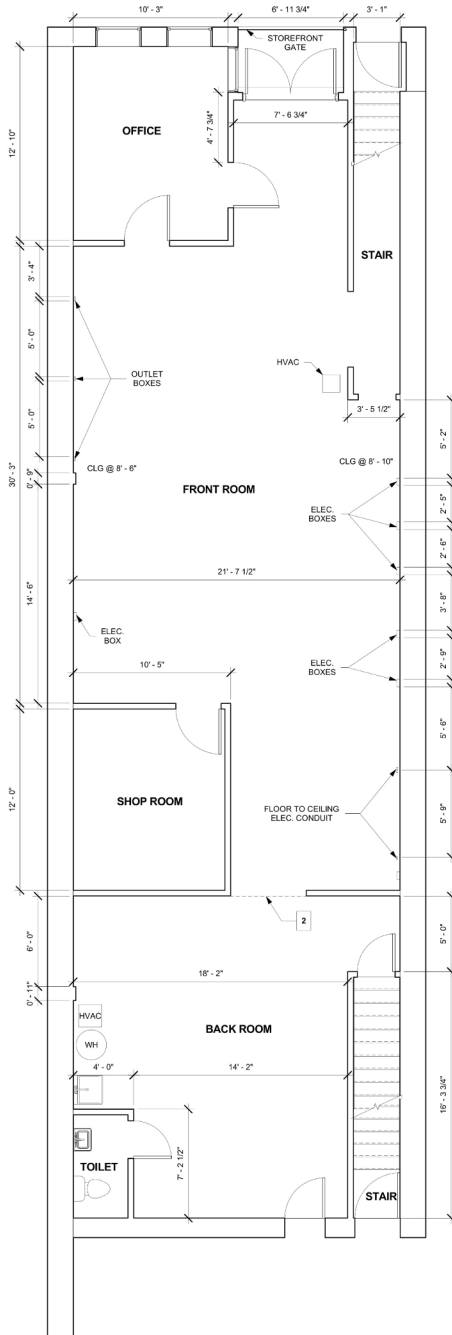 10' - 3"
6' - 11 3/4"
3' - 1"
STOREFRONT
GATE
12' - 10"
OFFICE
4' - 7 3/4"
7' - 6 3/4"
STAIR
3' - 4"
5' - 0"
5' - 0"
OUTLET
BOXES
HVAC
3' - 5 1/2"
5' - 2"
30' - 3"
0' - 9"
CLG @ 8' - 6"
CLG @ 8' - 10"
FRONT ROOM
ELEC.
BOXES
2' - 5"
2' - 6"
14' - 6"
21' - 7 1/2"
3' - 8"
ELEC.
BOX
ELEC.
BOXES
2' - 9"
10' - 5"
5' - 6"
12' - 0"
SHOP ROOM
FLOOR TO CEILING
ELEC. CONDUIT
5' - 9"
2
6' - 0"
5' - 0"
18' - 2"
0' - 11"
HVAC
WH
BACK ROOM
4' - 0"
14' - 2"
16' - 3 3/4"
7' - 2 1/2"
TOILET
STAIR